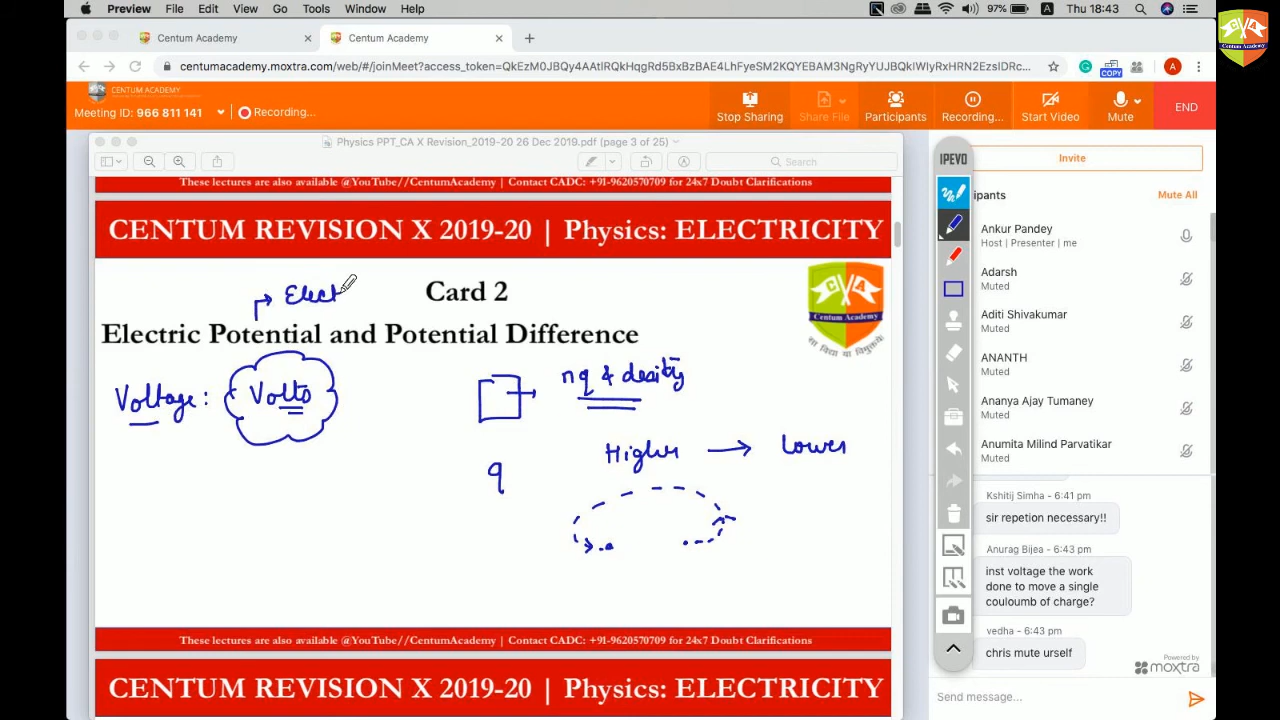 Preview File Edit View Go Tools Window Help 97% A Thu 18:43
Centum Academy × Centum Academy × +
centumacademy.moxtra.com/web/#/joinMeet?access_token=QkEzM0JBQy4AAtlRQkHqgRd5BxBzBAE4LhFyeSM2KQYEBAM3NgRyYUJBQkIWIyRxHRN2EzsIDRc... COPY A
CENTUM ACADEMY
Meeting ID: 966 811 141 Recording...
Stop Sharing Share File Participants Recording... Start Video Mute END
Physics PPT_CA X Revision_2019-20 26 Dec 2019.pdf (page 3 of 25)
Search
These lectures are also available @YouTube//CentumAcademy | Contact CADC: +91-9620570709 for 24x7 Doubt Clarifications
CENTUM REVISION X 2019-20 | Physics: ELECTRICITY
Elect
Card 2
Electric Potential and Potential Difference
Centum Academy
सा विद्या या विमुक्तये
Voltage: Volts
nq & density
Higher → Lower
q
These lectures are also available @YouTube//CentumAcademy | Contact CADC: +91-9620570709 for 24x7 Doubt Clarifications
CENTUM REVISION X 2019-20 | Physics: ELECTRICITY
IPEVO
Invite
ipants Mute All
Ankur Pandey
Host | Presenter | me
Adarsh
Muted
Aditi Shivakumar
Muted
ANANTH
Muted
Ananya Ajay Tumaney
Muted
Anumita Milind Parvatikar
Muted
Kshitij Simha - 6:41 pm
sir repetion necessary!!
Anurag Bijea - 6:43 pm
inst voltage the work
done to move a single
couloumb of charge?
vedha - 6:43 pm
chris mute urself
Powered by
moxtra
Send message...